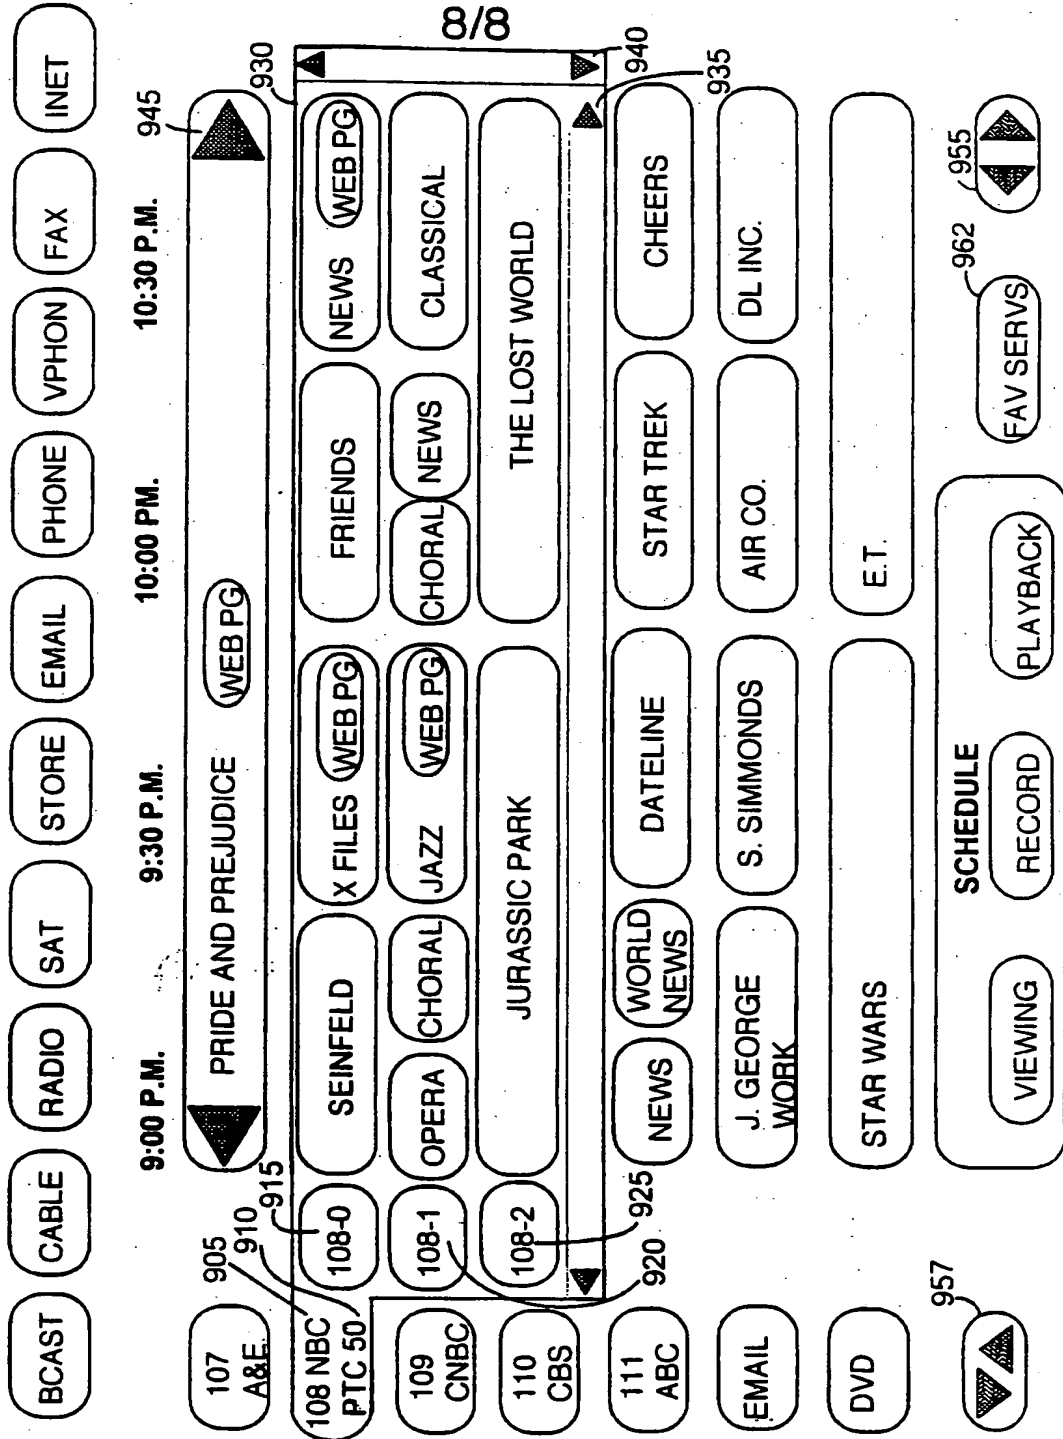 8/8
BCAST CABLE RADIO SAT STORE EMAIL PHONE VPHON FAX INET
9:00 P.M. 9:30 P.M. 10:00 PM. 10:30 P.M.
945
107 A&E
PRIDE AND PREJUDICE WEB PG
905
910
915
930
108 NBC
PTC 50
108-0 SEINFELD X FILES WEB PG FRIENDS NEWS WEB PG
109
CNBC
108-1 OPERA CHORAL JAZZ WEB PG CHORAL NEWS CLASSICAL
110
CBS
108-2 JURASSIC PARK THE LOST WORLD
920
925
940
935
111
ABC
NEWS WORLD
NEWS
DATELINE STAR TREK CHEERS
EMAIL
J. GEORGE
WORK
S. SIMMONDS AIR CO. DL INC.
DVD STAR WARS E.T.
957
SCHEDULE
VIEWING RECORD PLAYBACK
FAV SERVS
962
955